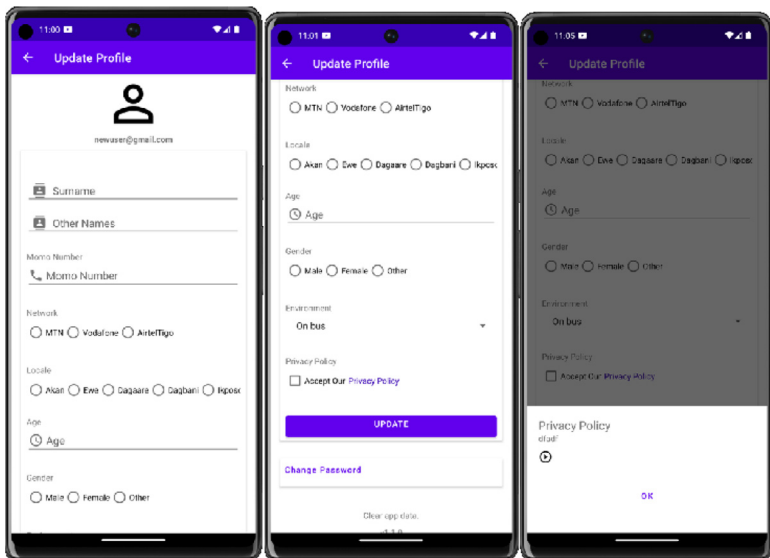 11:00
Update Profile
newuser@gmail.com
Surname
Other Names
Momo Number
Momo Number
Network
MTN Vodafone AirtelTigo
Locale
Akan Ewe Dagaare Dagbani Ikposo
Age
Age
Gender
Male Female Other
11:01
Update Profile
Network
MTN Vodafone AirtelTigo
Locale
Akan Ewe Dagaare Dagbani Ikposo
Age
Age
Gender
Male Female Other
Environment
On bus
Privacy Policy
Accept Our Privacy Policy
UPDATE
Change Password
Clear app data.
11:05
Update Profile
Network
MTN Vodafone AirtelTigo
Locale
Akan Ewe Dagaare Dagbani Ikposo
Age
Age
Gender
Male Female Other
Environment
On bus
Privacy Policy
Accept Our Privacy Policy
Privacy Policy
dfadf
OK